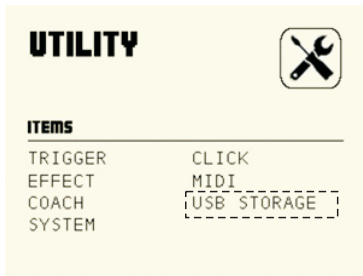 UTILITY
ITEMS
TRIGGER CLICK
EFFECT MIDI
COACH USB STORAGE
SYSTEM